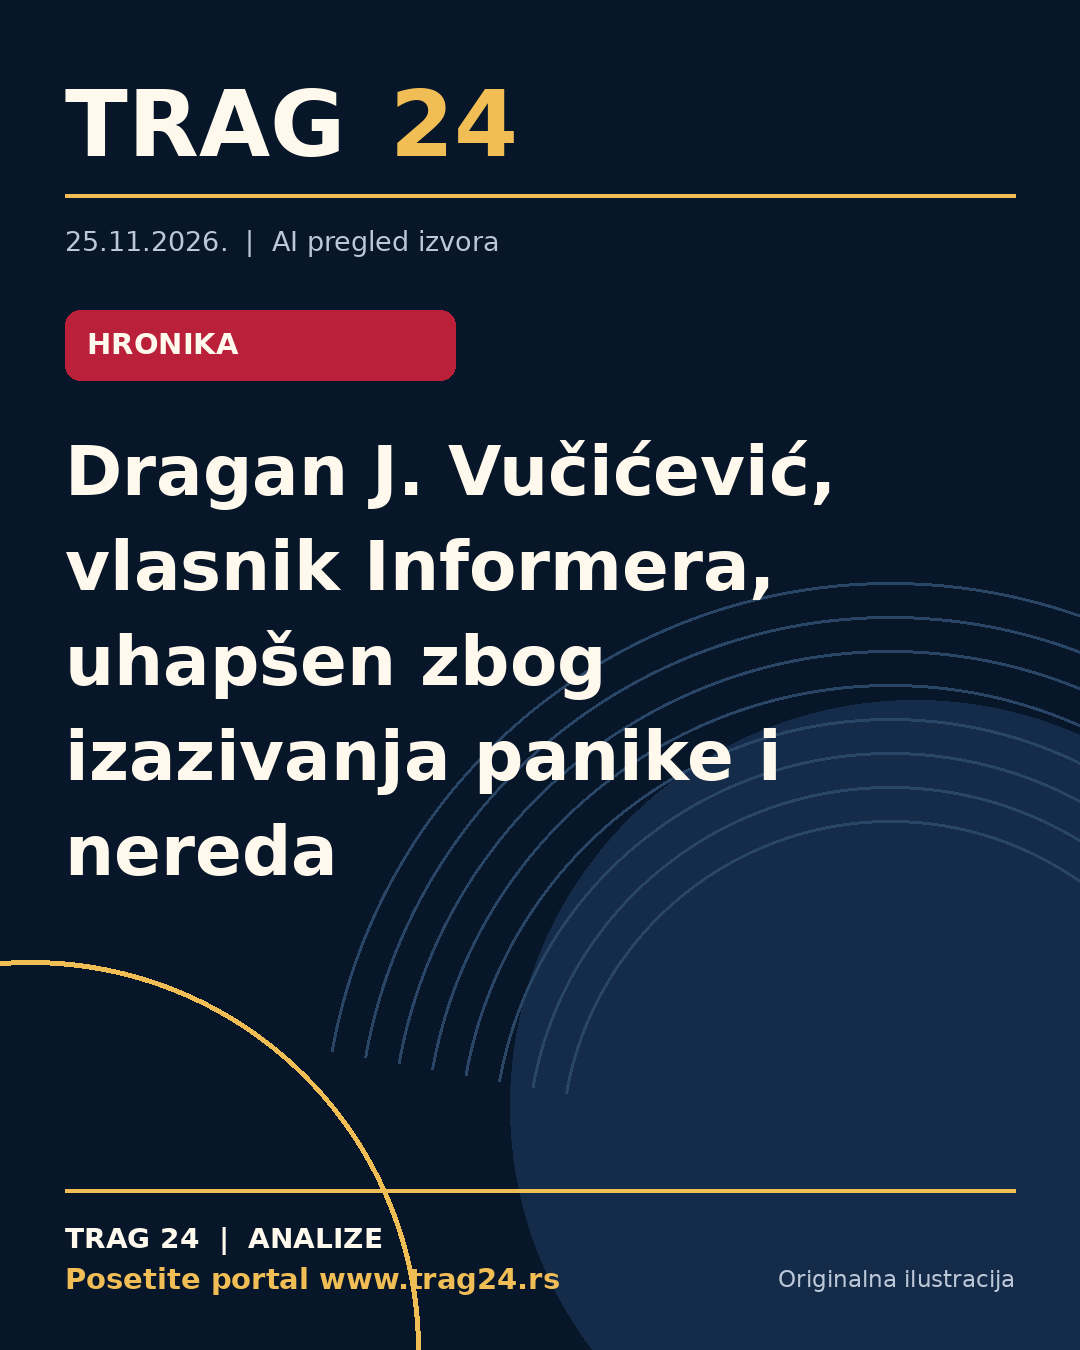 TRAG 24
25.11.2026. | AI pregled izvora
HRONIKA
Dragan J. Vučićević,
vlasnik Informera,
uhapšen zbog
izazivanja panike i
nereda
TRAG 24 | ANALIZE
Posetite portal www.trag24.rs
Originalna ilustracija